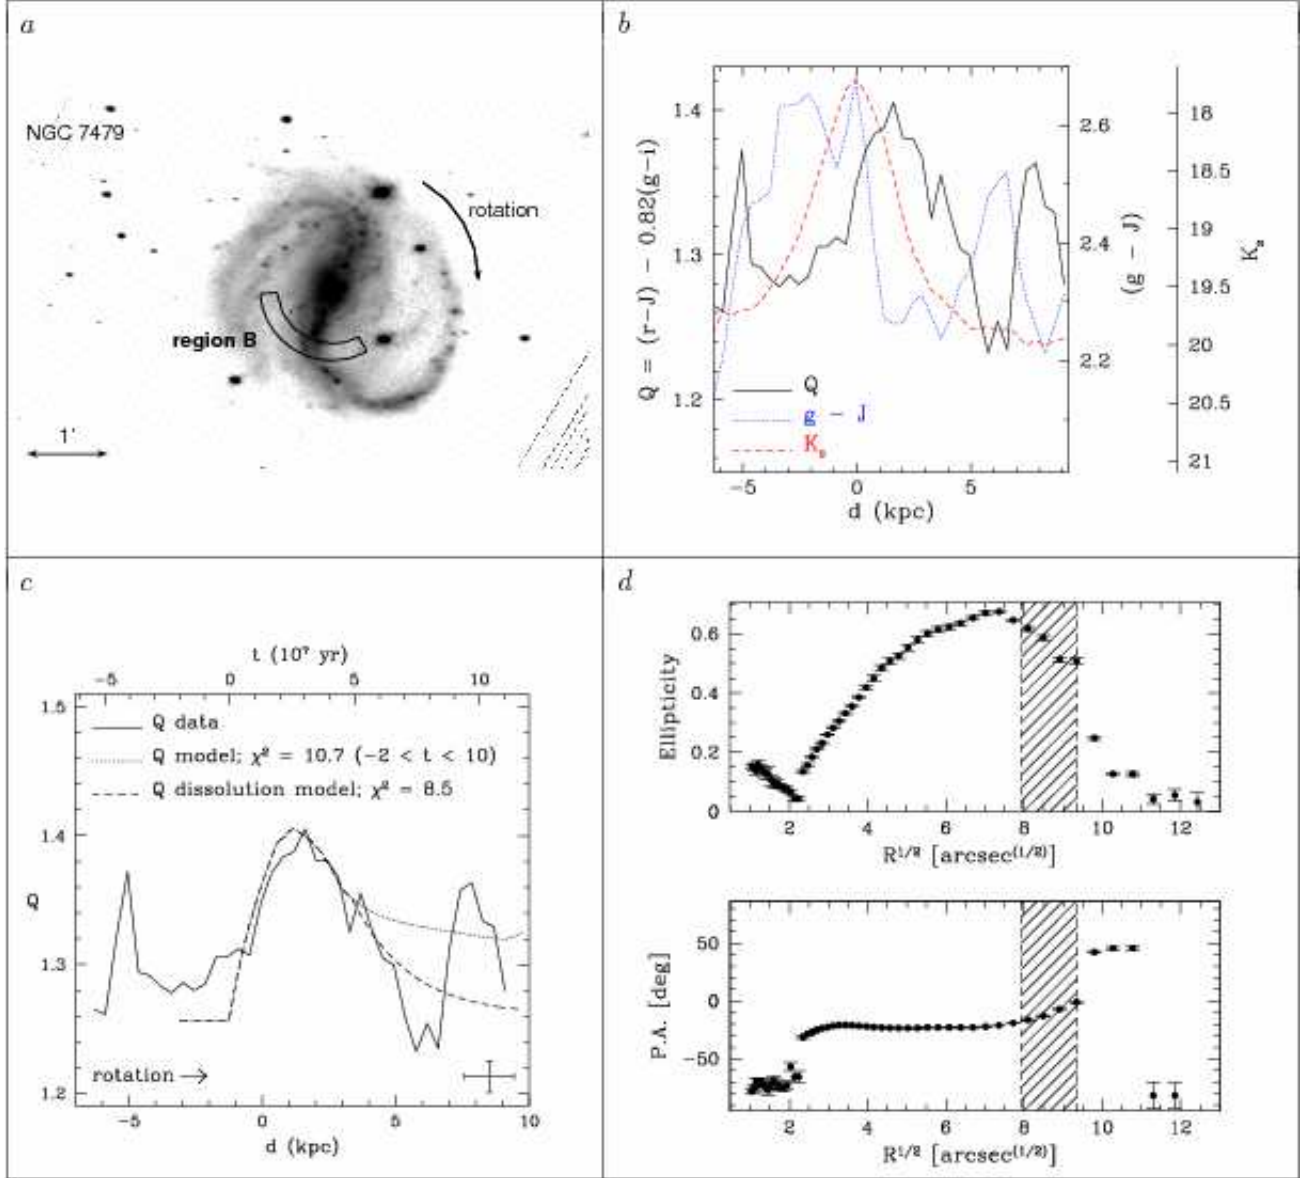 a
NGC 7479
rotation
region B
1'
b
Q = (r−J) − 0.82(g−i)
1.4
1.3
1.2
2.6
2.4
2.2
(g − J)
18
18.5
19
19.5
20
20.5
21
Ks
Q
g − J
Ks
−5 0 5
d (kpc)
c
t (10⁷ yr)
−5 0 5 10
1.5
1.4
1.3
1.2
Q
Q data
Q model; χ² = 10.7 (−2 < t < 10)
Q dissolution model; χ² = 8.5
rotation
−5 0 5 10
d (kpc)
d
Ellipticity
0.6
0.4
0.2
0
2 4 6 8 10 12
R^1/2 [arcsec^(1/2)]
P.A. [deg]
50
0
−50
2 4 6 8 10 12
R^1/2 [arcsec^(1/2)]